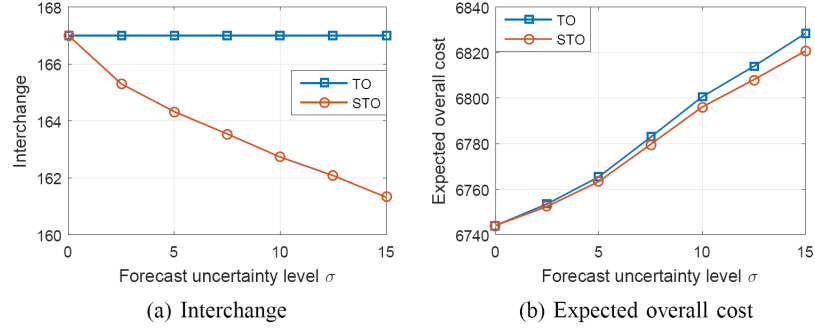 168
166
164
162
160
Interchange
TO
STO
0
5
10
15
Forecast uncertainty level σ
(a) Interchange
6840
6820
6800
6780
6760
6740
Expected overall cost
TO
STO
0
5
10
15
Forecast uncertainty level σ
(b) Expected overall cost